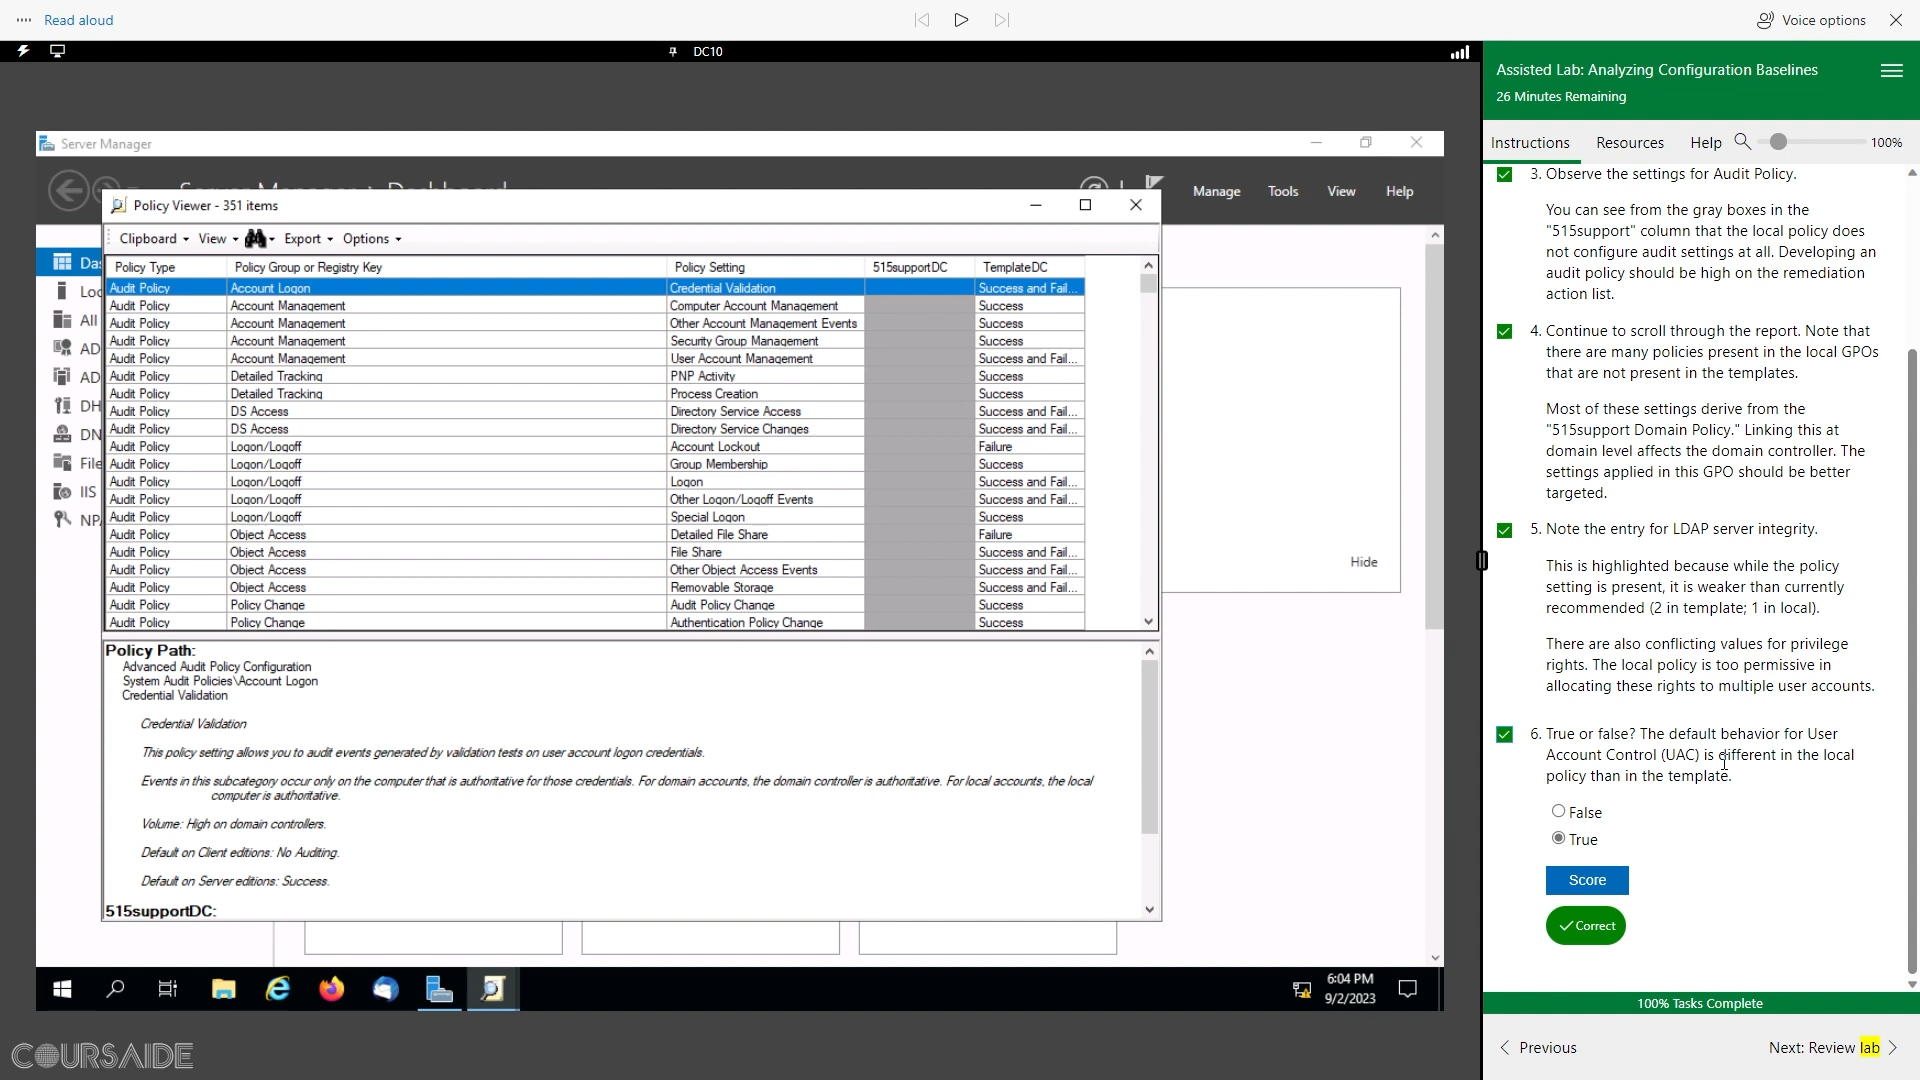 Read aloud
Voice options
DC10
Assisted Lab: Analyzing Configuration Baselines
26 Minutes Remaining
Instructions Resources Help 100%
Server Manager
Manage Tools View Help
Policy Viewer - 351 items
Clipboard View Export Options
Policy Type Policy Group or Registry Key Policy Setting 515supportDC TemplateDC
Audit Policy Account Logon Credential Validation Success and Fail...
Audit Policy Account Management Computer Account Management Success
Audit Policy Account Management Other Account Management Events Success
Audit Policy Account Management Security Group Management Success
Audit Policy Account Management User Account Management Success and Fail...
Audit Policy Detailed Tracking PNP Activity Success
Audit Policy Detailed Tracking Process Creation Success
Audit Policy DS Access Directory Service Access Success and Fail...
Audit Policy DS Access Directory Service Changes Success and Fail...
Audit Policy Logon/Logoff Account Lockout Failure
Audit Policy Logon/Logoff Group Membership Success
Audit Policy Logon/Logoff Logon Success and Fail...
Audit Policy Logon/Logoff Other Logon/Logoff Events Success and Fail...
Audit Policy Logon/Logoff Special Logon Success
Audit Policy Object Access Detailed File Share Failure
Audit Policy Object Access File Share Success and Fail...
Audit Policy Object Access Other Object Access Events Success and Fail...
Audit Policy Object Access Removable Storage Success and Fail...
Audit Policy Policy Change Audit Policy Change Success
Audit Policy Policy Change Authentication Policy Change Success
Das
Loc
All
AD
AD
DH
DN
File
IIS
NPA
Hide
Policy Path:
Advanced Audit Policy Configuration
System Audit Policies\Account Logon
Credential Validation
Credential Validation
This policy setting allows you to audit events generated by validation tests on user account logon credentials.
Events in this subcategory occur only on the computer that is authoritative for those credentials. For domain accounts, the domain controller is authoritative. For local accounts, the local
computer is authoritative.
Volume: High on domain controllers.
Default on Client editions: No Auditing.
Default on Server editions: Success.
515supportDC:
6:04 PM
9/2/2023
COURSAIDE
3. Observe the settings for Audit Policy.
You can see from the gray boxes in the
"515support" column that the local policy does
not configure audit settings at all. Developing an
audit policy should be high on the remediation
action list.
4. Continue to scroll through the report. Note that
there are many policies present in the local GPOs
that are not present in the templates.
Most of these settings derive from the
"515support Domain Policy." Linking this at
domain level affects the domain controller. The
settings applied in this GPO should be better
targeted.
5. Note the entry for LDAP server integrity.
This is highlighted because while the policy
setting is present, it is weaker than currently
recommended (2 in template; 1 in local).
There are also conflicting values for privilege
rights. The local policy is too permissive in
allocating these rights to multiple user accounts.
6. True or false? The default behavior for User
Account Control (UAC) is different in the local
policy than in the template.
False
True
Score
Correct
100% Tasks Complete
Previous
Next: Review lab